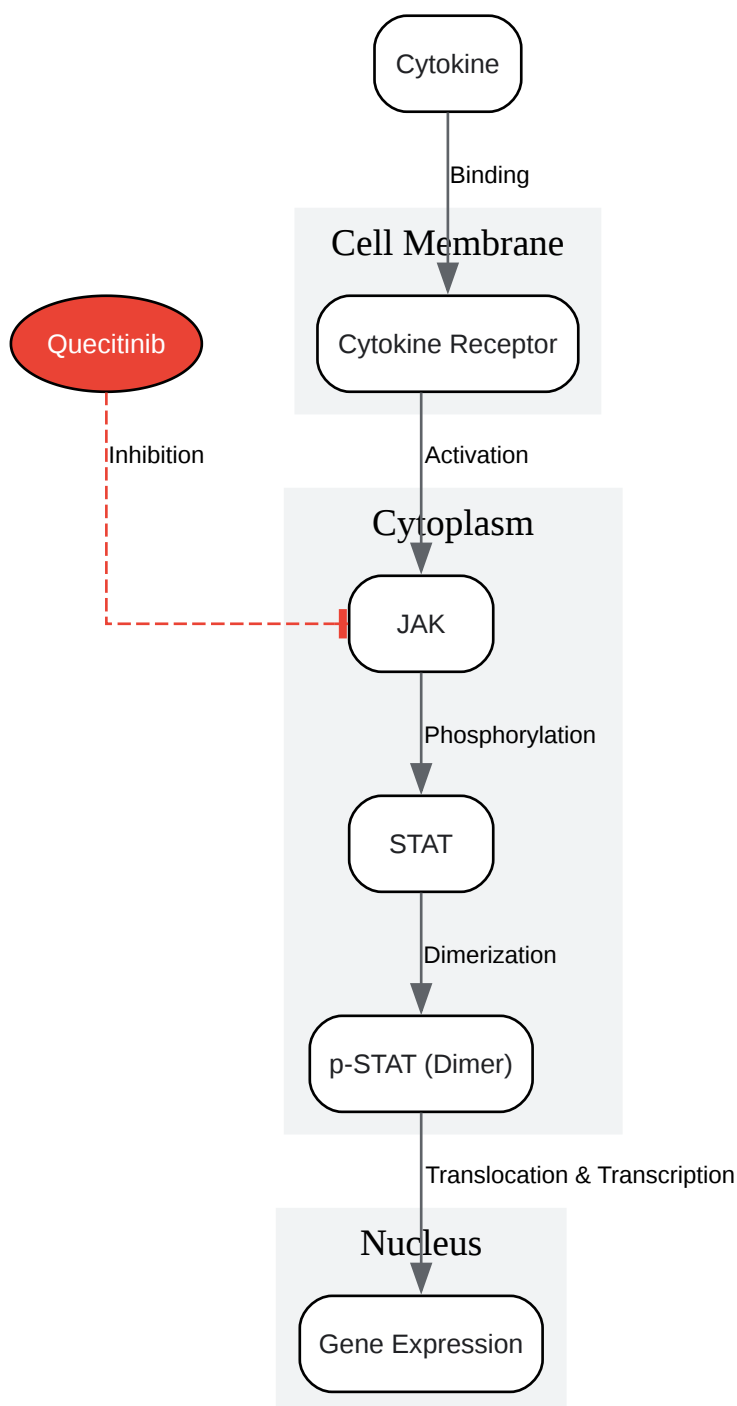 Cytokine
Binding
Cell Membrane
Quecitinib
Cytokine Receptor
Inhibition
Activation
Cytoplasm
JAK
Phosphorylation
STAT
Dimerization
p-STAT (Dimer)
Translocation & Transcription
Nucleus
Gene Expression